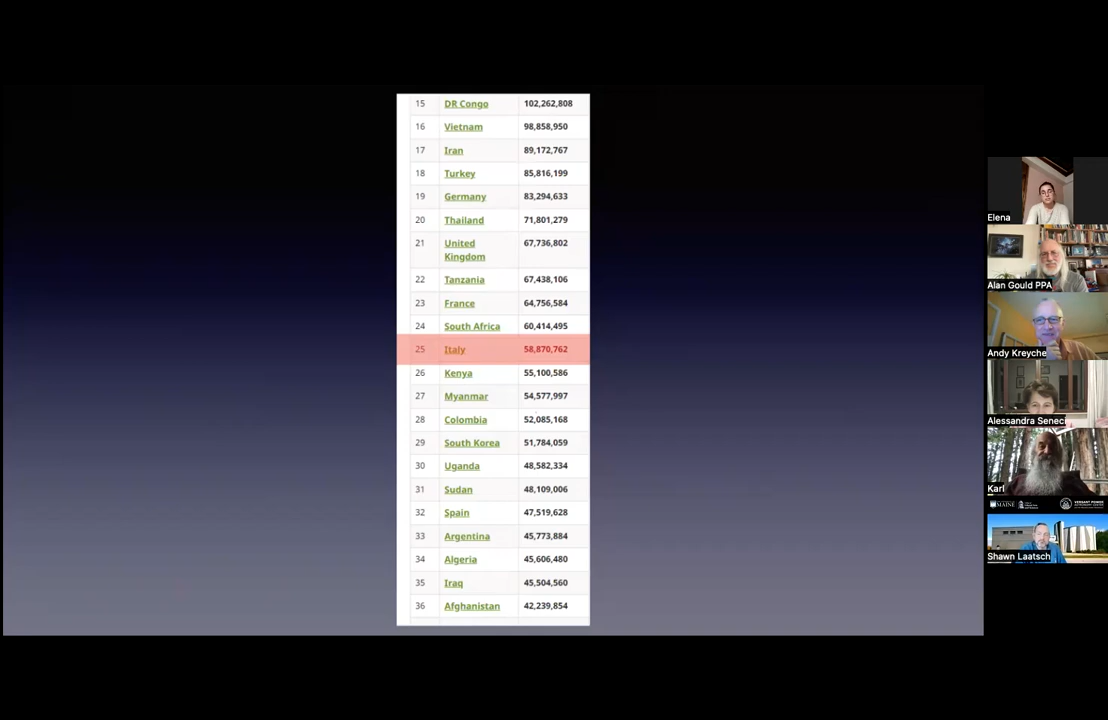 15 DR Congo 102,262,808
16 Vietnam 98,858,950
17 Iran 89,172,767
18 Turkey 85,816,199
19 Germany 83,294,633
20 Thailand 71,801,279
21 United 67,736,802
Kingdom
22 Tanzania 67,438,106
23 France 64,756,584
24 South Africa 60,414,495
25 Italy 58,870,762
26 Kenya 55,100,586
27 Myanmar 54,577,997
28 Colombia 52,085,168
29 South Korea 51,784,059
30 Uganda 48,582,334
31 Sudan 48,109,006
32 Spain 47,519,628
33 Argentina 45,773,884
34 Algeria 45,606,480
35 Iraq 45,504,560
36 Afghanistan 42,239,854
Elena
Alan Gould PPA
Andy Kreyche
Alessandra Seneci
Karl
MAINE
Shawn Laatsch